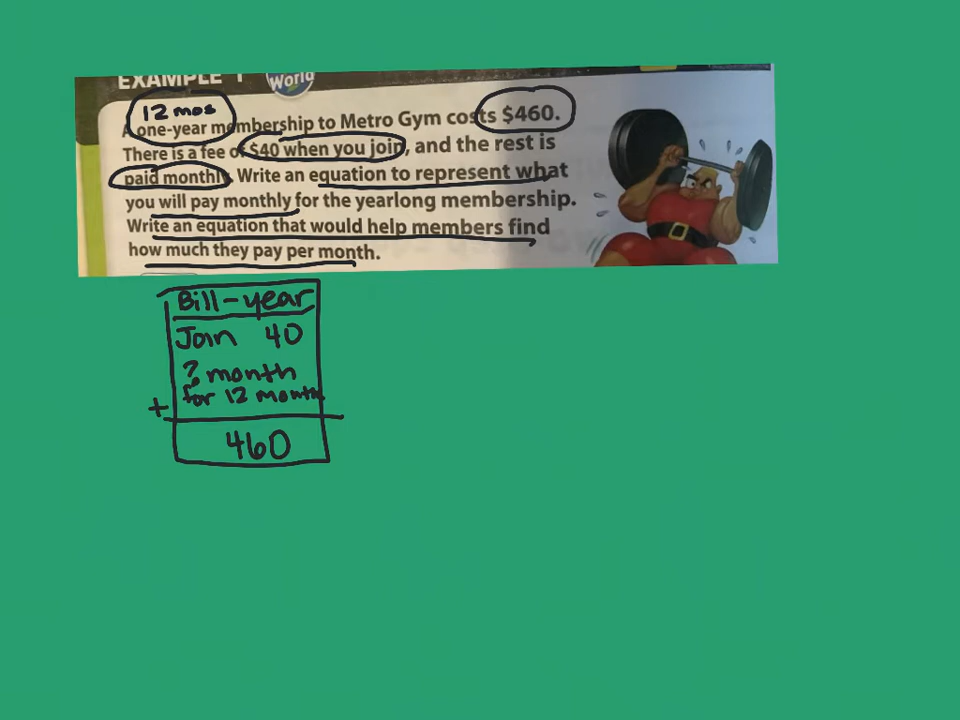 EXAMPLE 1
World
12 mos
A one-year membership to Metro Gym costs $460.
There is a fee of $40 when you join, and the rest is
paid monthly. Write an equation to represent what
you will pay monthly for the yearlong membership.
Write an equation that would help members find
how much they pay per month.
Bill-year
Join 40
? month
for 12 month
+
460